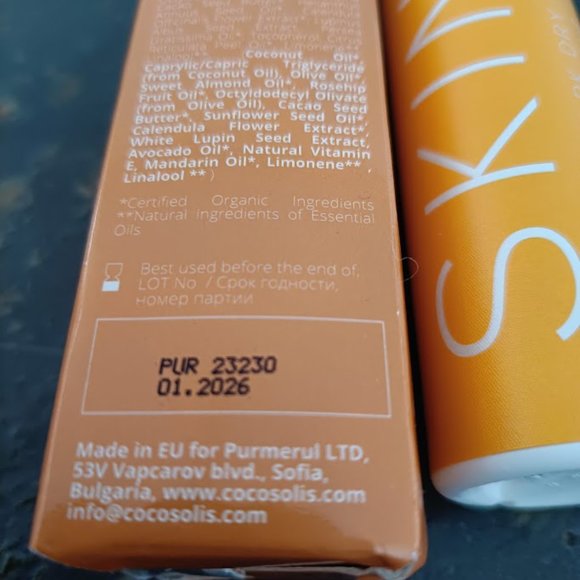 Flower Extract*
Coconut Oil*,
Caprylic/Capric Triglyceride
(from Coconut Oil), Olive Oil*,
Sweet Almond Oil*, Rosehip
Fruit Oil*, Octyldodecyl Olivate
(from Olive Oil), Cacao Seed
Butter*, Sunflower Seed Oil*,
Calendula Flower Extract*,
White Lupin Seed Extract,
Avocado Oil*, Natural Vitamin
E, Mandarin Oil*, Limonene**,
Linalool ** )
*Certified Organic Ingredients
**Natural Ingredients of Essential
Oils
Best used before the end of,
LOT No / Срок годности,
номер партии
PUR 23230
01.2026
Made in EU for Purmerul LTD,
53V Vapcarov blvd., Sofia,
Bulgaria, www.cocosolis.com
info@cocosolis.com
SKIN